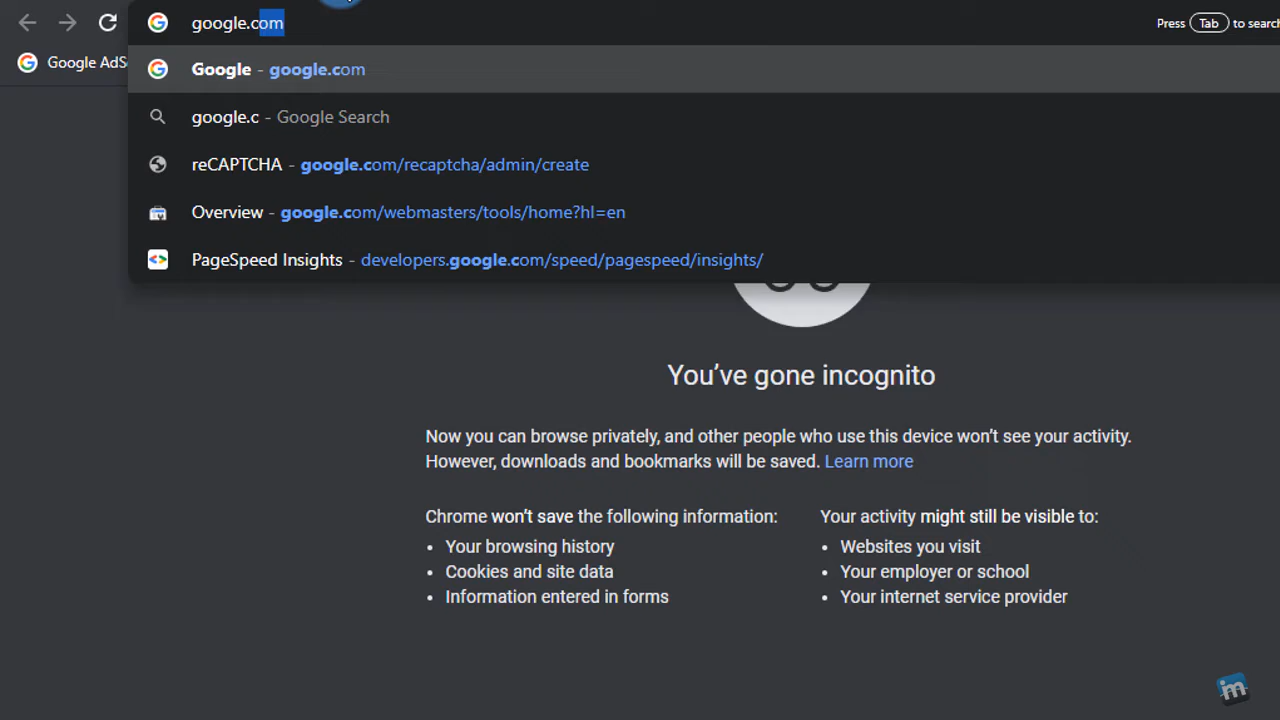 google.com
Press Tab to search
Google AdS
Google - google.com
google.c - Google Search
reCAPTCHA - google.com/recaptcha/admin/create
Overview - google.com/webmasters/tools/home?hl=en
PageSpeed Insights - developers.google.com/speed/pagespeed/insights/
You've gone incognito
Now you can browse privately, and other people who use this device won't see your activity.
However, downloads and bookmarks will be saved. Learn more
Chrome won't save the following information:
• Your browsing history
• Cookies and site data
• Information entered in forms
Your activity might still be visible to:
• Websites you visit
• Your employer or school
• Your internet service provider
im